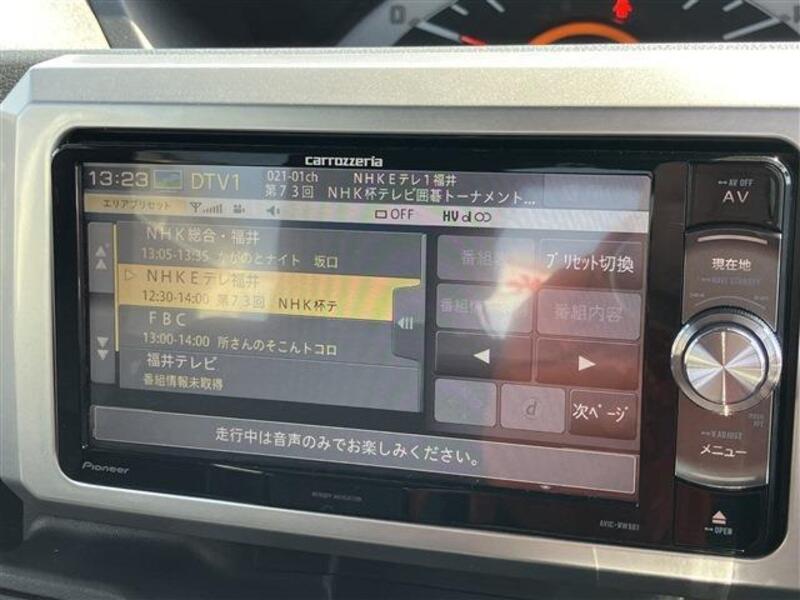 carrozzeria
13:23 DTV1 021-01ch NHKEテレ1福井
第73回 NHK杯テレビ囲碁トーナメント...
エリアプリセット OFF HV
NHK総合・福井
13:05-13:35 ながのとナイト 坂口
NHKEテレ福井
12:30-14:00 第73回 NHK杯テ
FBC
13:00-14:00 所さんのそこんトコロ
福井テレビ
番組情報未取得
プリセット切換
番組内容
d 次ページ
走行中は音声のみでお楽しみください。
AV OFF
AV
現在地
V ADJUST
メニュー
OPEN
Pioneer